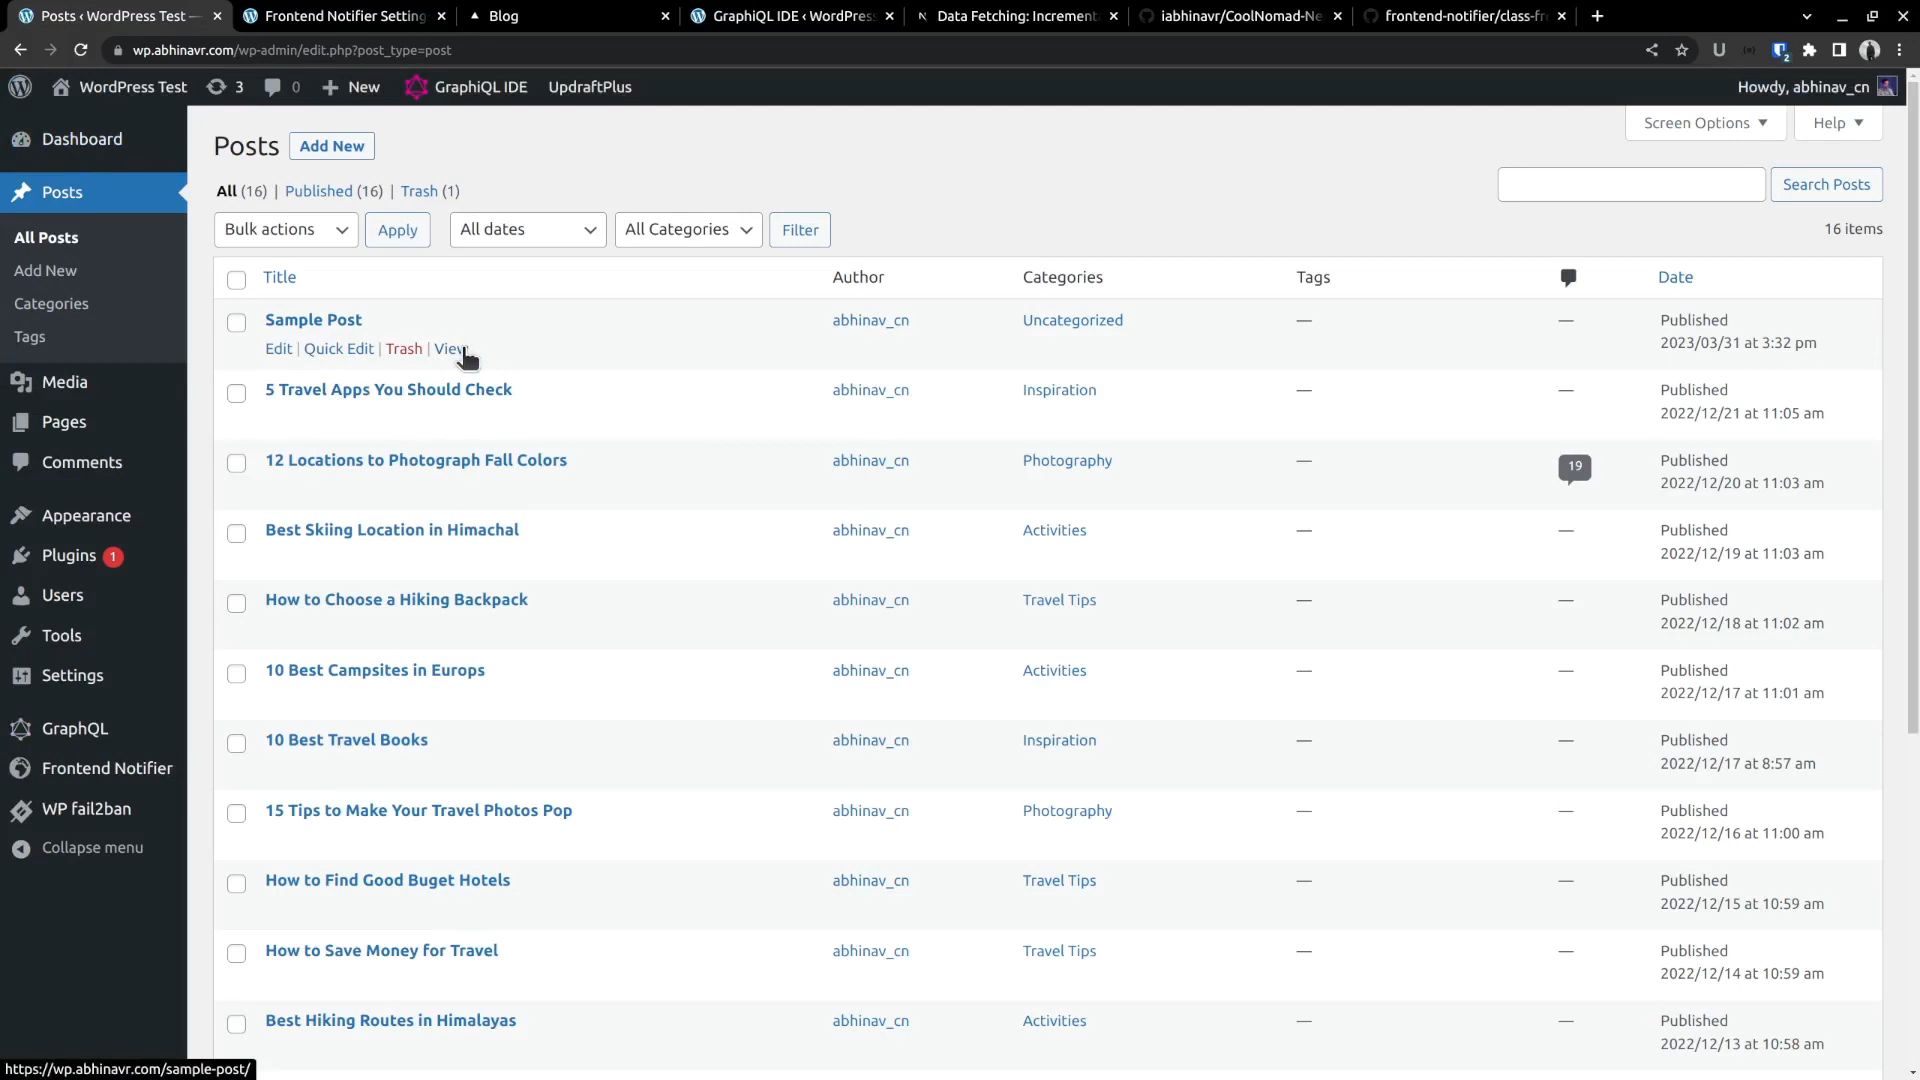 Posts ‹ WordPress Test —
Frontend Notifier Setting
Blog
GraphiQL IDE ‹ WordPress
Data Fetching: Incrementa
iabhinavr/CoolNomad-Ne
frontend-notifier/class-fr
wp.abhinavr.com/wp-admin/edit.php?post_type=post
WordPress Test 3 0 New GraphiQL IDE UpdraftPlus Howdy, abhinav_cn
Dashboard
Posts
All Posts
Add New
Categories
Tags
Media
Pages
Comments
Appearance
Plugins 1
Users
Tools
Settings
GraphQL
Frontend Notifier
WP fail2ban
Collapse menu
Screen Options Help
Posts Add New
All (16) | Published (16) | Trash (1)
Search Posts
Bulk actions Apply All dates All Categories Filter 16 items
Title Author Categories Tags Date
Sample Post abhinav_cn Uncategorized — — Published
Edit | Quick Edit | Trash | View 2023/03/31 at 3:32 pm
5 Travel Apps You Should Check abhinav_cn Inspiration — — Published
2022/12/21 at 11:05 am
12 Locations to Photograph Fall Colors abhinav_cn Photography — 19 Published
2022/12/20 at 11:03 am
Best Skiing Location in Himachal abhinav_cn Activities — — Published
2022/12/19 at 11:03 am
How to Choose a Hiking Backpack abhinav_cn Travel Tips — — Published
2022/12/18 at 11:02 am
10 Best Campsites in Europs abhinav_cn Activities — — Published
2022/12/17 at 11:01 am
10 Best Travel Books abhinav_cn Inspiration — — Published
2022/12/17 at 8:57 am
15 Tips to Make Your Travel Photos Pop abhinav_cn Photography — — Published
2022/12/16 at 11:00 am
How to Find Good Buget Hotels abhinav_cn Travel Tips — — Published
2022/12/15 at 10:59 am
How to Save Money for Travel abhinav_cn Travel Tips — — Published
2022/12/14 at 10:59 am
Best Hiking Routes in Himalayas abhinav_cn Activities — — Published
2022/12/13 at 10:58 am
https://wp.abhinavr.com/sample-post/